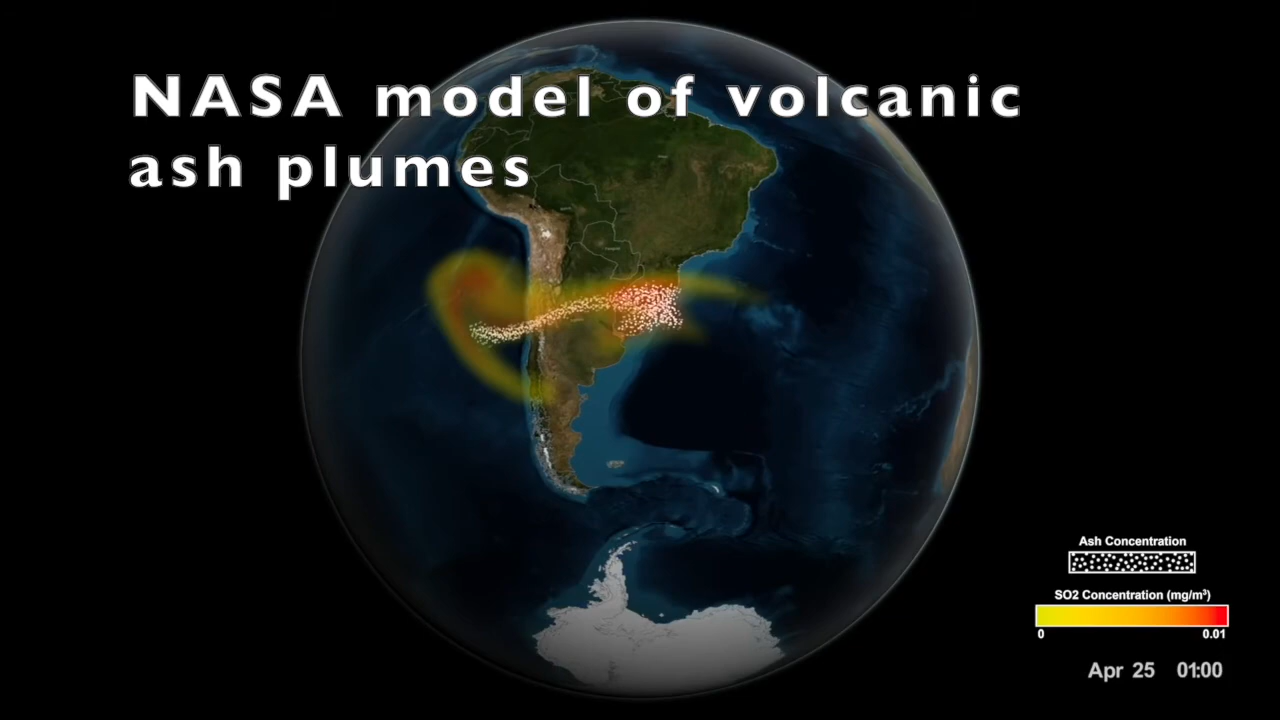 NASA model of volcanic
ash plumes
Ash Concentration
SO2 Concentration (mg/m³)
0 0.01
Apr 25 01:00